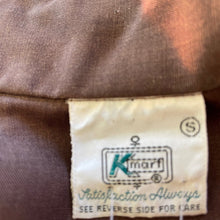 S
Kmart
®
Satisfaction Always
SEE REVERSE SIDE FOR CARE